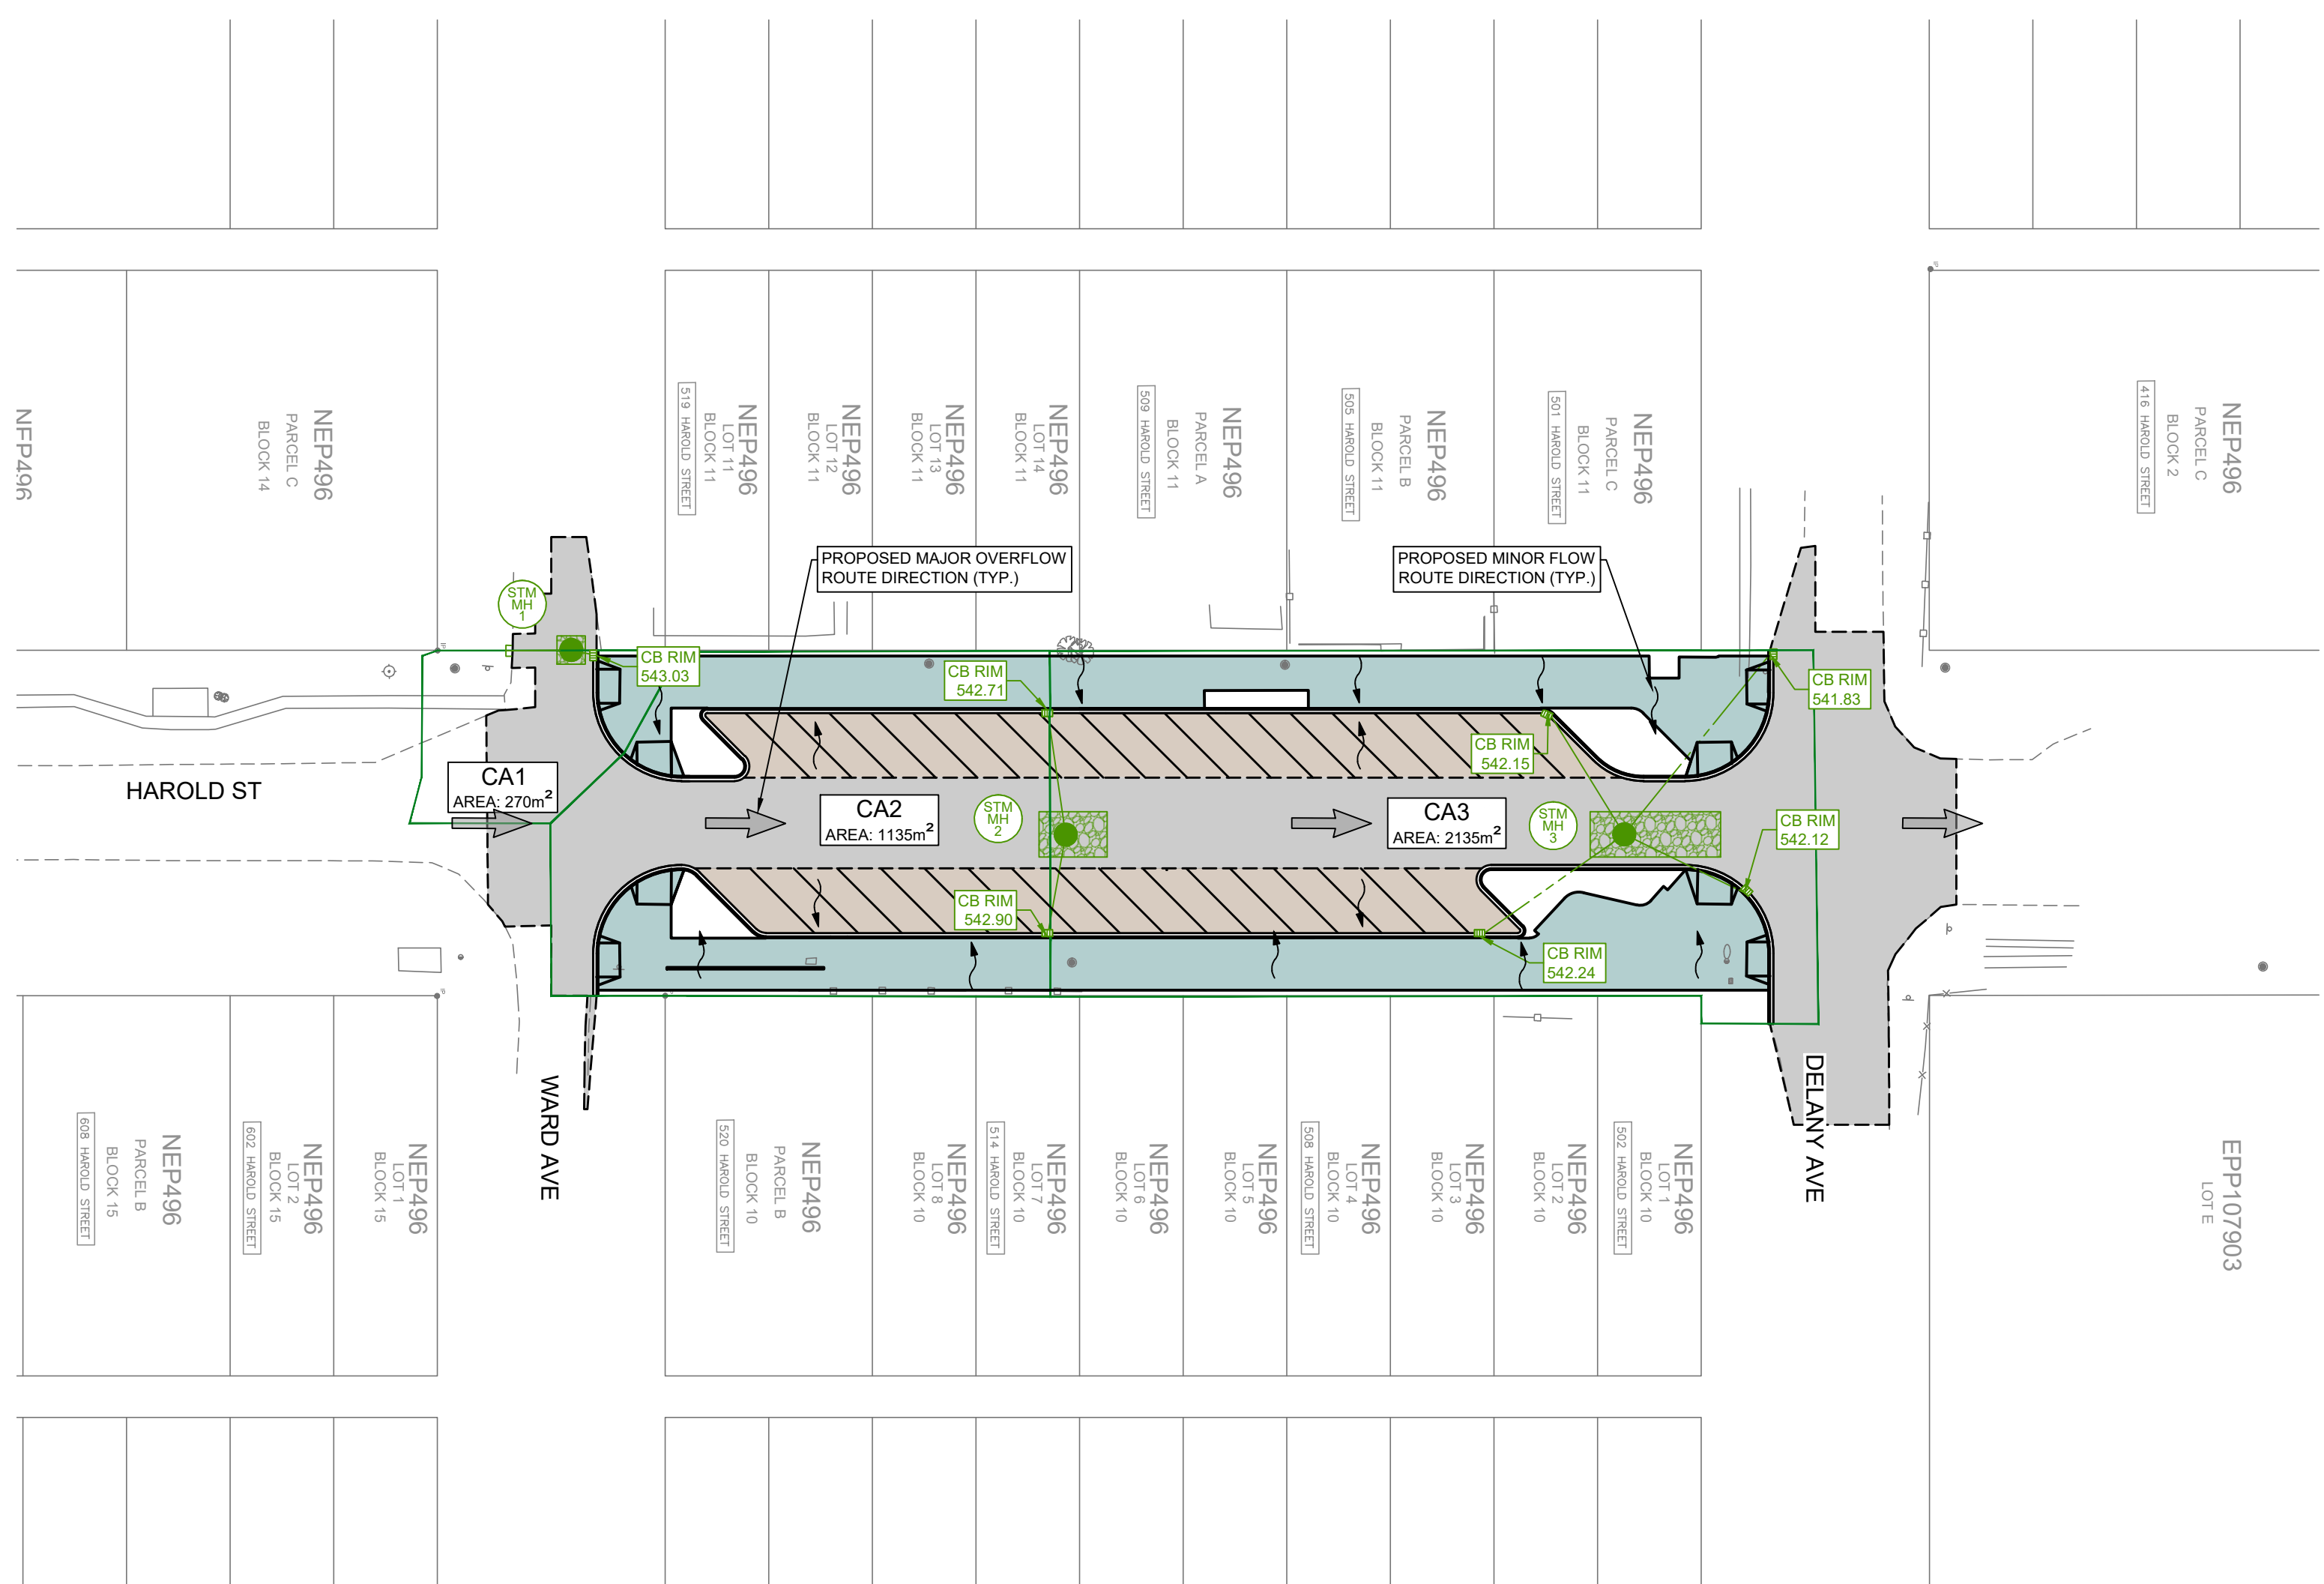 NFP496
NEP496
PARCEL C
BLOCK 14
519 HAROLD STREET
NEP496
LOT 11
BLOCK 11
NEP496
LOT 12
BLOCK 11
NEP496
LOT 13
BLOCK 11
NEP496
LOT 14
BLOCK 11
NEP496
PARCEL A
BLOCK 11
509 HAROLD STREET
NEP496
PARCEL B
BLOCK 11
505 HAROLD STREET
NEP496
PARCEL C
BLOCK 11
501 HAROLD STREET
NEP496
PARCEL C
BLOCK 2
416 HAROLD STREET
PROPOSED MAJOR OVERFLOW
ROUTE DIRECTION (TYP.)
PROPOSED MINOR FLOW
ROUTE DIRECTION (TYP.)
STM
MH
1
CB RIM
543.03
CB RIM
542.71
CB RIM
541.83
CB RIM
542.15
HAROLD ST
CA1
AREA: 270m²
CA2
AREA: 1135m²
STM
MH
2
CA3
AREA: 2135m²
STM
MH
3
CB RIM
542.12
CB RIM
542.90
CB RIM
542.24
WARD AVE
DELANY AVE
NEP496
PARCEL B
BLOCK 15
608 HAROLD STREET
NEP496
LOT 2
BLOCK 15
602 HAROLD STREET
NEP496
LOT 1
BLOCK 15
NEP496
PARCEL B
BLOCK 10
520 HAROLD STREET
NEP496
LOT 8
BLOCK 10
NEP496
LOT 7
BLOCK 10
514 HAROLD STREET
NEP496
LOT 6
BLOCK 10
NEP496
LOT 5
BLOCK 10
NEP496
LOT 4
BLOCK 10
508 HAROLD STREET
NEP496
LOT 3
BLOCK 10
NEP496
LOT 2
BLOCK 10
NEP496
LOT 1
BLOCK 10
502 HAROLD STREET
EPP107903
LOT E